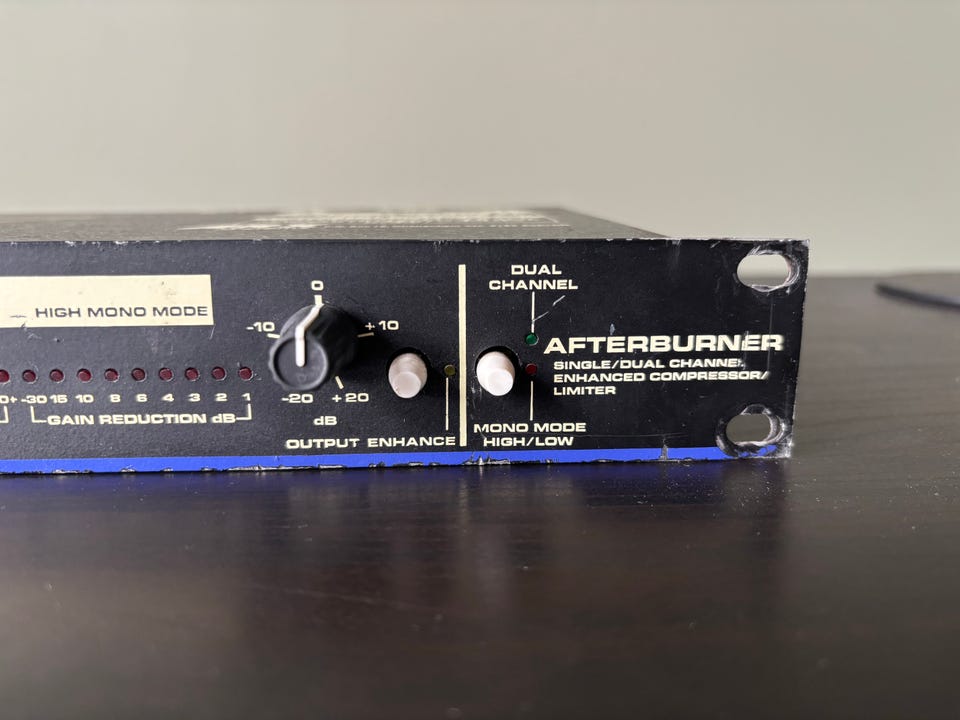 HIGH MONO MODE
0
-10 +10
-20 +20
dB
OUTPUT ENHANCE
0+ -30 15 10 8 6 4 3 2 1
GAIN REDUCTION dB
DUAL
CHANNEL
MONO MODE
HIGH/LOW
AFTERBURNER
SINGLE/DUAL CHANNEL
ENHANCED COMPRESSOR/
LIMITER